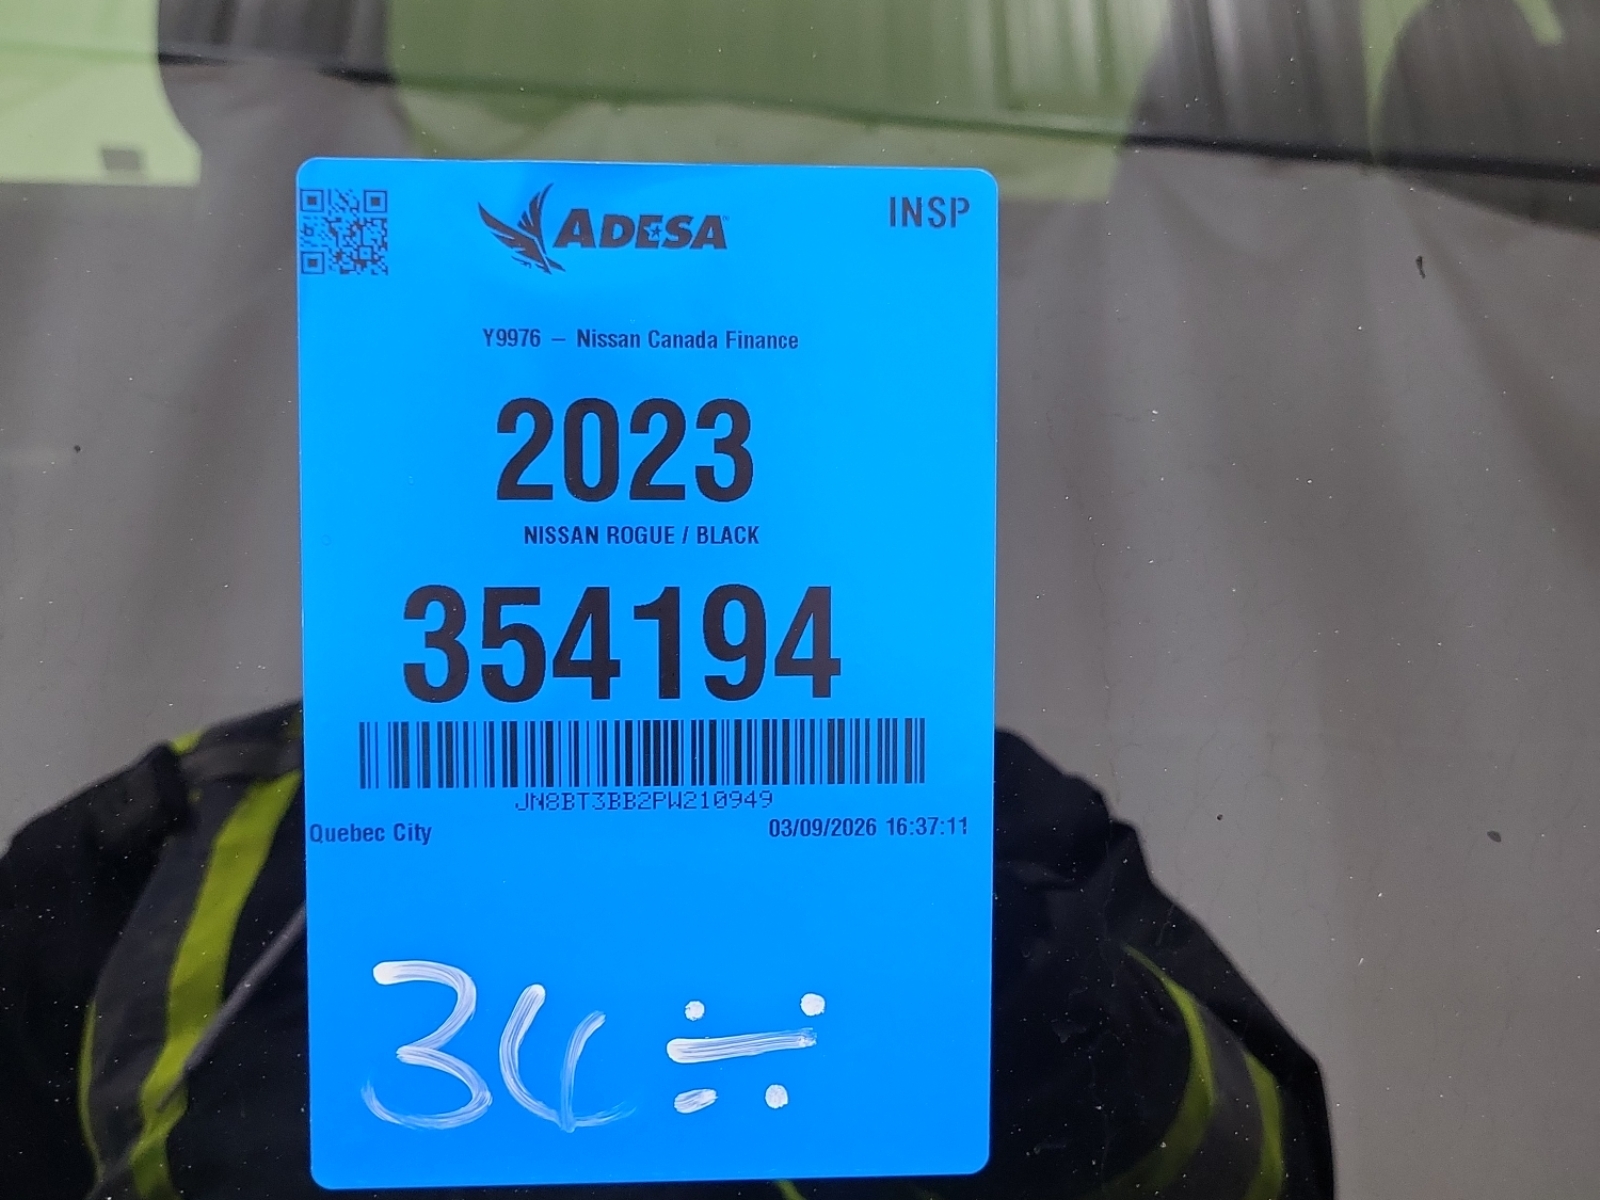 ADESA
INSP
Y9976 – Nissan Canada Finance
2023
NISSAN ROGUE / BLACK
354194
JN8BT3BB2PW210949
Quebec City
03/09/2026 16:37:11
34